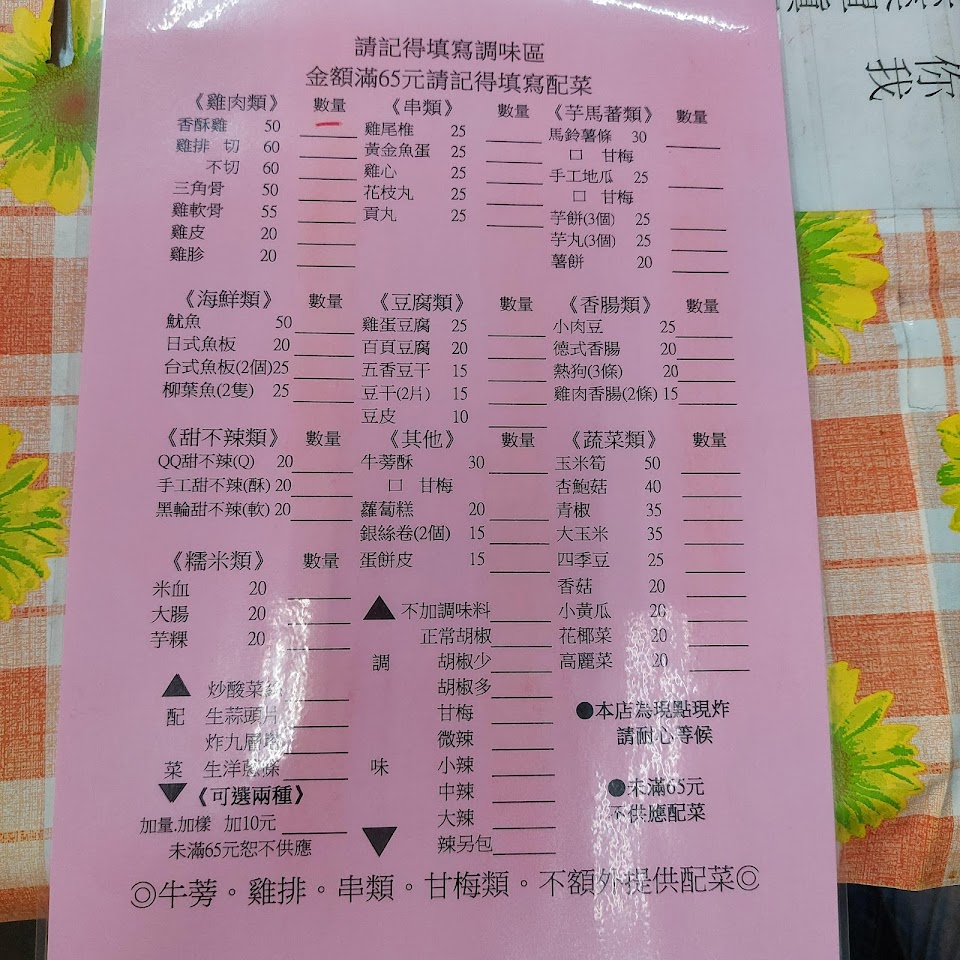 請記得填寫調味區
金額滿65元請記得填寫配菜
《雞肉類》 數量
香酥雞 50
雞排 切 60
不切 60
三角骨 50
雞軟骨 55
雞皮 20
雞胗 20
《串類》 數量
雞尾椎 25
黃金魚蛋 25
雞心 25
花枝丸 25
貢丸 25
《芋馬蕃類》 數量
馬鈴薯條 30
口 甘梅
手工地瓜 25
口 甘梅
芋餅(3個) 25
芋丸(3個) 25
薯餅 20
《海鮮類》 數量
魷魚 50
日式魚板 20
台式魚板(2個) 25
柳葉魚(2隻) 25
《豆腐類》 數量
雞蛋豆腐 25
百頁豆腐 20
五香豆干 15
豆干(2片) 15
豆皮 10
《香腸類》 數量
小肉豆 25
德式香腸 20
熱狗(3條) 20
雞肉香腸(2條) 15
《甜不辣類》 數量
QQ甜不辣(Q) 20
手工甜不辣(酥) 20
黑輪甜不辣(軟) 20
《其他》 數量
牛蒡酥 30
口 甘梅
蘿蔔糕 20
銀絲卷(2個) 15
蛋餅皮 15
《蔬菜類》 數量
玉米筍 50
杏鮑菇 40
青椒 35
大玉米 35
四季豆 25
香菇 20
小黃瓜 20
花椰菜 20
高麗菜 20
《糯米類》 數量
米血 20
大腸 20
芋粿 20
▲ 炒酸菜
配 生蒜頭片
炸九層塔
菜 生洋蔥條
▼《可選兩種》
加量.加樣 加10元
未滿65元恕不供應
▲ 不加調味料
正常胡椒
調 胡椒少
胡椒多
甘梅
微辣
味 小辣
中辣
大辣
▼ 辣另包
●本店為現點現炸
請耐心等候
●未滿65元
不供應配菜
◎牛蒡。雞排。串類。甘梅類。不額外提供配菜◎
你
我